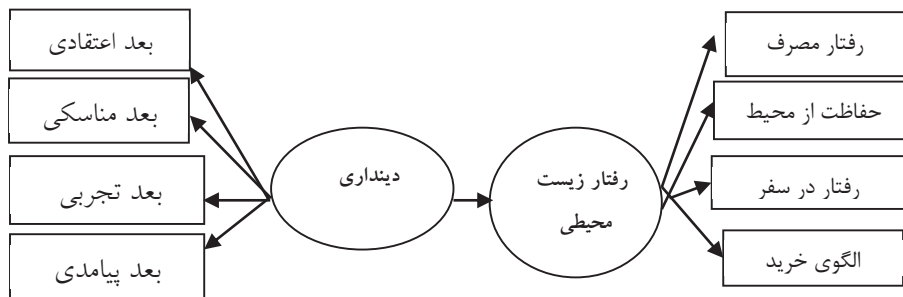 بعد اعتقادی
بعد مناسکی
بعد تجربی
بعد پیامدی
دینداری
رفتار زیست
محیطی
رفتار مصرف
حفاظت از محیط
رفتار در سفر
الگوی خرید